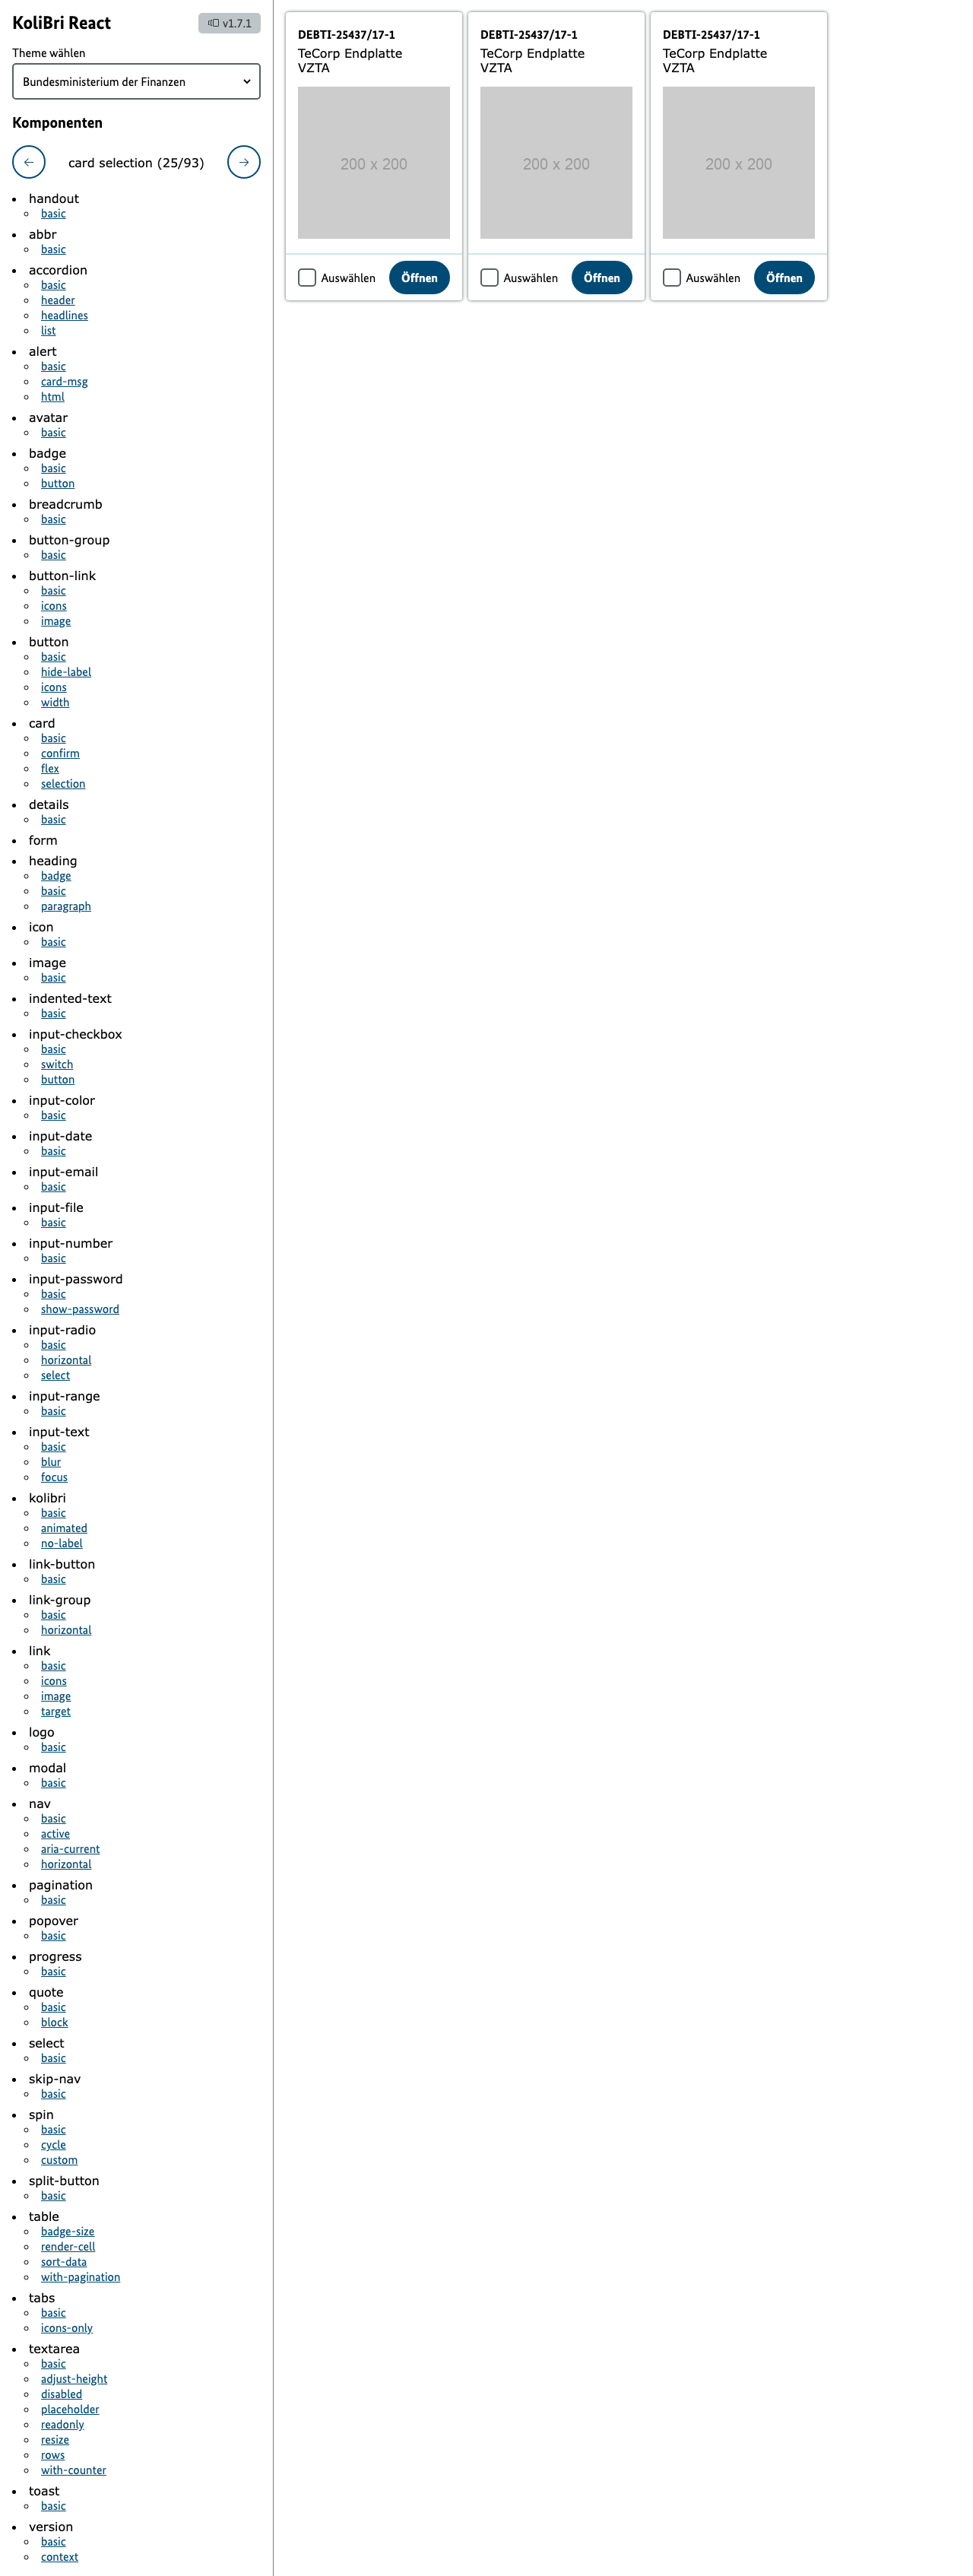 KoliBri React
v1.7.1
Theme wählen
Bundesministerium der Finanzen
Komponenten
card selection (25/93)
handout
basic
abbr
basic
accordion
basic
header
headlines
list
alert
basic
card-msg
html
avatar
basic
badge
basic
button
breadcrumb
basic
button-group
basic
button-link
basic
icons
image
button
basic
hide-label
icons
width
card
basic
confirm
flex
selection
details
basic
form
heading
badge
basic
paragraph
icon
basic
image
basic
indented-text
basic
input-checkbox
basic
switch
button
input-color
basic
input-date
basic
input-email
basic
input-file
basic
input-number
basic
input-password
basic
show-password
input-radio
basic
horizontal
select
input-range
basic
input-text
basic
blur
focus
kolibri
basic
animated
no-label
link-button
basic
link-group
basic
horizontal
link
basic
icons
image
target
logo
basic
modal
basic
nav
basic
active
aria-current
horizontal
pagination
basic
popover
basic
progress
basic
quote
basic
block
select
basic
skip-nav
basic
spin
basic
cycle
custom
split-button
basic
table
badge-size
render-cell
sort-data
with-pagination
tabs
basic
icons-only
textarea
basic
adjust-height
disabled
placeholder
readonly
resize
rows
with-counter
toast
basic
version
basic
context
DEBTI-25437/17-1
TeCorp Endplatte
VZTA
200 x 200
Auswählen
Öffnen
DEBTI-25437/17-1
TeCorp Endplatte
VZTA
200 x 200
Auswählen
Öffnen
DEBTI-25437/17-1
TeCorp Endplatte
VZTA
200 x 200
Auswählen
Öffnen